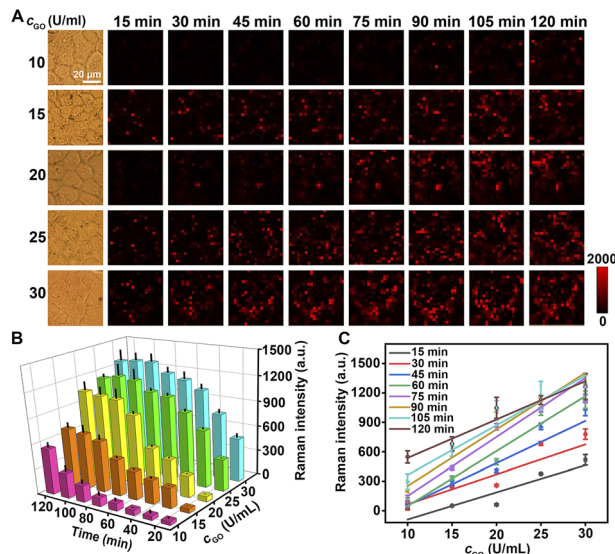 A
cGO (U/ml) 15 min 30 min 45 min 60 min 75 min 90 min 105 min 120 min
10
20 µm
15
20
25
30
2000
0
B
1500
1200
900
600
300
0
Raman intensity (a.u.)
120 100 80 60 40 20
Time (min)
10 15 20 25 30
cGO (U/mL)
C
Raman intensity (a.u.)
1500
1200
900
600
300
0
15 min
30 min
45 min
60 min
75 min
90 min
105 min
120 min
10 15 20 25 30
cGO (U/mL)